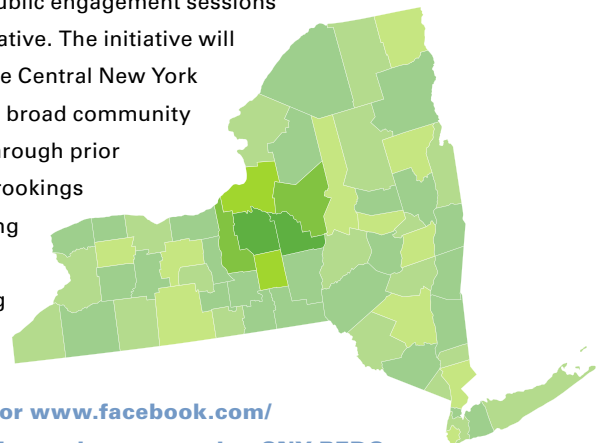 ublic engagement sessions
ative. The initiative will
e Central New York
broad community
rough prior
rookings
ng
g
or www.facebook.com/